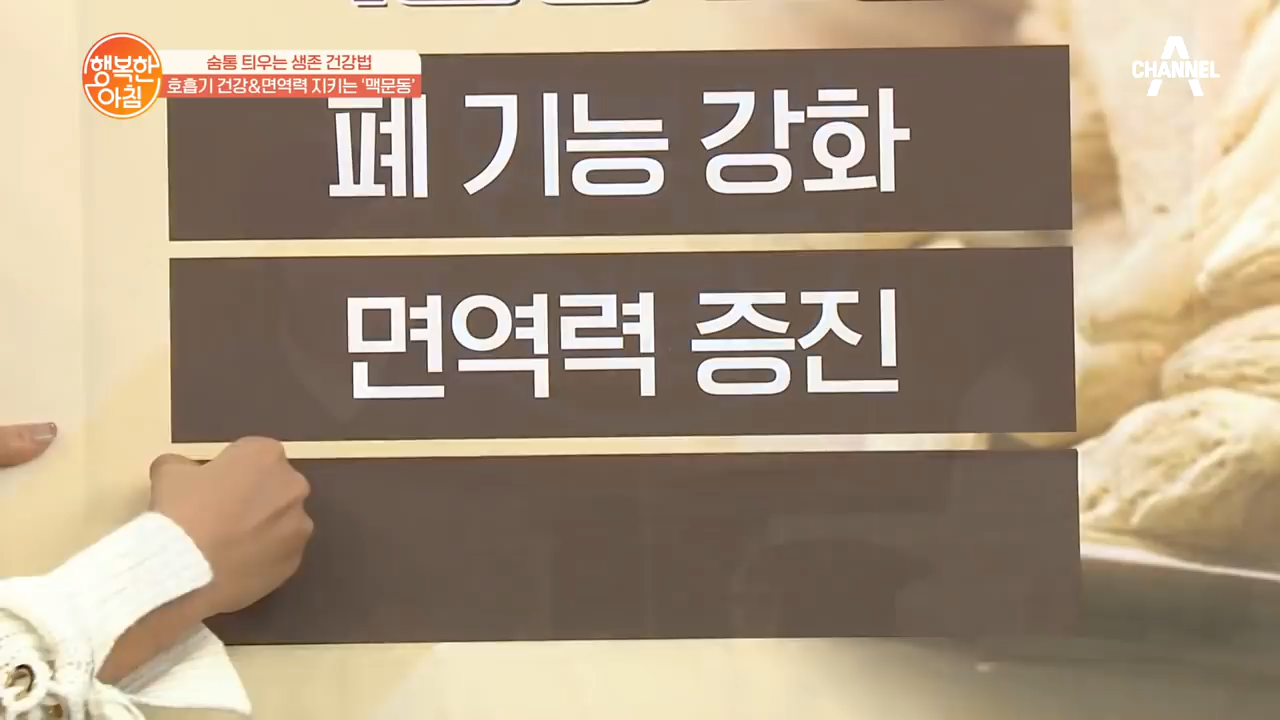 행복한
아침
숨통 틔우는 생존 건강법
호흡기 건강&면역력 지키는 ‘맥문동’
CHANNEL A
폐 기능 강화
면역력 증진